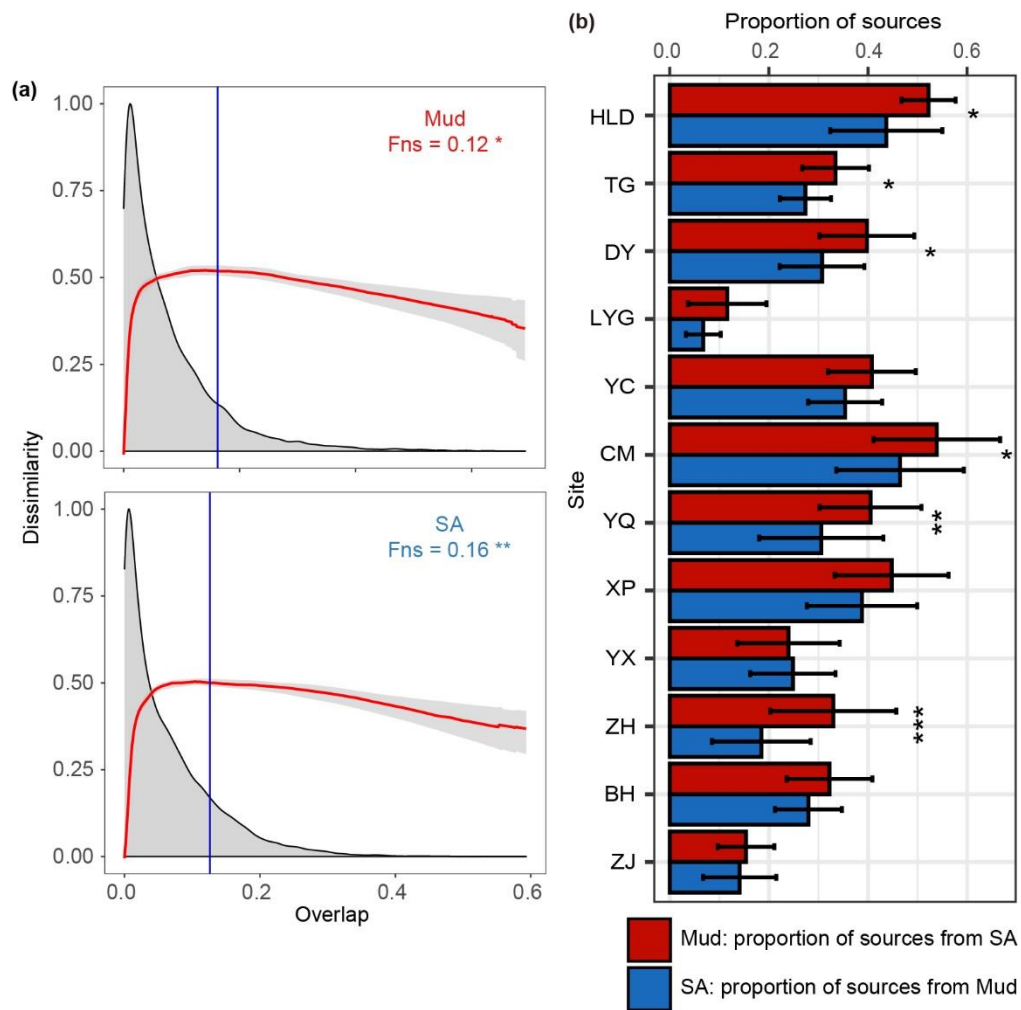 (a)
Dissimilarity
1.00
0.75
0.50
0.25
0.00
Mud
Fns = 0.12 *
1.00
0.75
0.50
0.25
0.00
SA
Fns = 0.16 **
0.0 0.2 0.4 0.6
Overlap
(b)
Proportion of sources
0.0 0.2 0.4 0.6
Site
HLD *
TG *
DY *
LYG
YC
CM *
YQ **
XP
YX
ZH ***
BH
ZJ
Mud: proportion of sources from SA
SA: proportion of sources from Mud